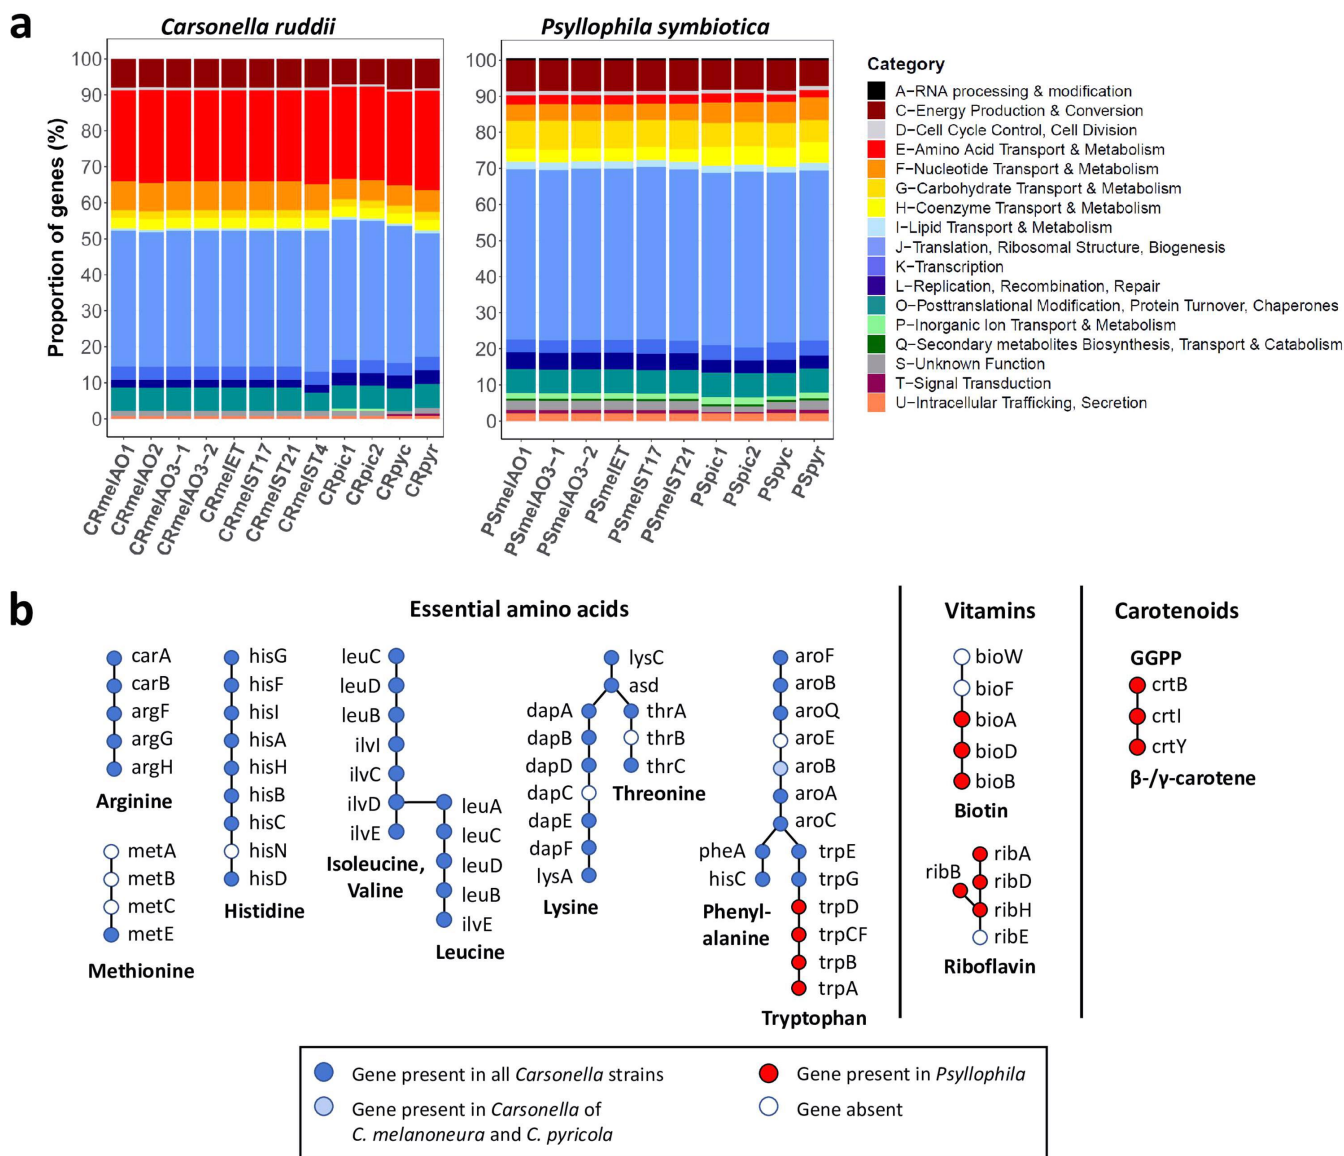 a
Carsonella ruddii
Psyllophila symbiotica
Proportion of genes (%)
100
90
80
70
60
50
40
30
20
10
0
100
90
80
70
60
50
40
30
20
10
0
CRmelAO1
CRmelAO2
CRmelAO3-1
CRmelAO3-2
CRmelET
CRmelST17
CRmelST21
CRmelST4
CRpic1
CRpic2
CRpyc
CRpyr
PSmelAO1
PSmelAO3-1
PSmelAO3-2
PSmelET
PSmelST17
PSmelST21
PSpic1
PSpic2
PSpyc
PSpyr
Category
A-RNA processing & modification
C-Energy Production & Conversion
D-Cell Cycle Control, Cell Division
E-Amino Acid Transport & Metabolism
F-Nucleotide Transport & Metabolism
G-Carbohydrate Transport & Metabolism
H-Coenzyme Transport & Metabolism
I-Lipid Transport & Metabolism
J-Translation, Ribosomal Structure, Biogenesis
K-Transcription
L-Replication, Recombination, Repair
O-Posttranslational Modification, Protein Turnover, Chaperones
P-Inorganic Ion Transport & Metabolism
Q-Secondary metabolites Biosynthesis, Transport & Catabolism
S-Unknown Function
T-Signal Transduction
U-Intracellular Trafficking, Secretion
b
Essential amino acids
carA
carB
argF
argG
argH
Arginine
metA
metB
metC
metE
Methionine
hisG
hisF
hisI
hisA
hisH
hisB
hisC
hisN
hisD
Histidine
leuC
leuD
leuB
ilvI
ilvC
ilvD
ilvE
Isoleucine,
Valine
leuA
leuC
leuD
leuB
ilvE
Leucine
lysC
asd
dapA
dapB
dapD
dapC
dapE
dapF
lysA
Lysine
thrA
thrB
thrC
Threonine
aroF
aroB
aroQ
aroE
aroB
aroA
aroC
pheA
hisC
Phenyl-
alanine
trpE
trpG
trpD
trpCF
trpB
trpA
Tryptophan
Vitamins
bioW
bioF
bioA
bioD
bioB
Biotin
ribA
ribB
ribD
ribH
ribE
Riboflavin
Carotenoids
GGPP
crtB
crtI
crtY
β-/γ-carotene
Gene present in all Carsonella strains
Gene present in Carsonella of
C. melanoneura and C. pyricola
Gene present in Psyllophila
Gene absent